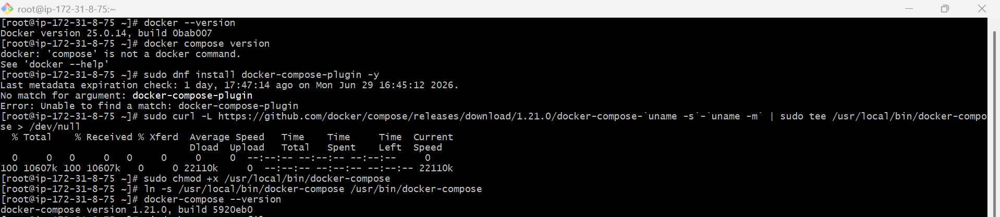 root@ip-172-31-8-75:~
[root@ip-172-31-8-75 ~]# docker --version
Docker version 25.0.14, build 0bab007
[root@ip-172-31-8-75 ~]# docker compose version
docker: 'compose' is not a docker command.
See 'docker --help'
[root@ip-172-31-8-75 ~]# sudo dnf install docker-compose-plugin -y
Last metadata expiration check: 1 day, 17:47:14 ago on Mon Jun 29 16:45:12 2026.
No match for argument: docker-compose-plugin
Error: Unable to find a match: docker-compose-plugin
[root@ip-172-31-8-75 ~]# sudo curl -L https://github.com/docker/compose/releases/download/1.21.0/docker-compose-`uname -s`-`uname -m` | sudo tee /usr/local/bin/docker-compo
se > /dev/null
  % Total    % Received % Xferd  Average Speed   Time    Time     Time  Current
                                 Dload  Upload   Total   Spent    Left  Speed
  0     0   0     0   0     0     0     0  --:--:-- --:--:-- --:--:--     0
100 10607k 100 10607k   0     0 22110k     0  --:--:-- --:--:-- --:--:-- 22110k
[root@ip-172-31-8-75 ~]# sudo chmod +x /usr/local/bin/docker-compose
[root@ip-172-31-8-75 ~]# ln -s /usr/local/bin/docker-compose /usr/bin/docker-compose
[root@ip-172-31-8-75 ~]# docker-compose --version
docker-compose version 1.21.0, build 5920eb0